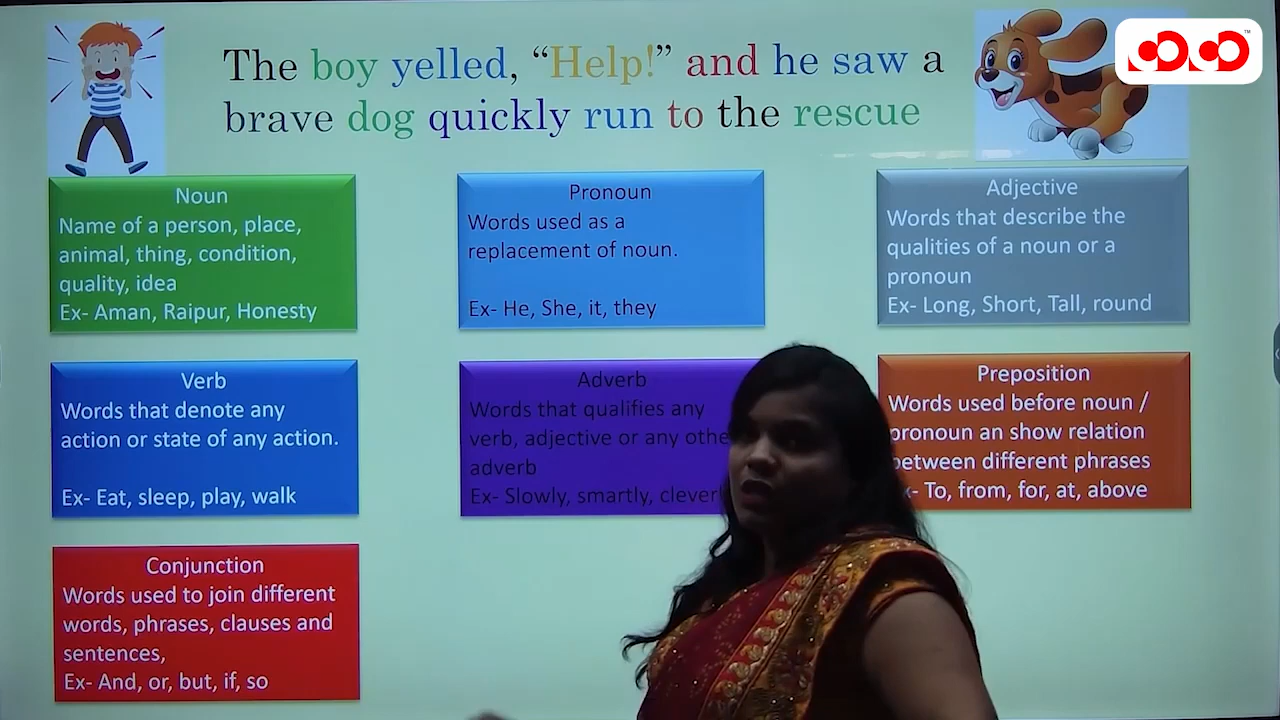 The boy yelled, “Help!” and he saw a
brave dog quickly run to the rescue
Noun
Name of a person, place,
animal, thing, condition,
quality, idea
Ex- Aman, Raipur, Honesty
Pronoun
Words used as a
replacement of noun.
Ex- He, She, it, they
Adjective
Words that describe the
qualities of a noun or a
pronoun
Ex- Long, Short, Tall, round
Verb
Words that denote any
action or state of any action.
Ex- Eat, sleep, play, walk
Adverb
Words that qualifies any
verb, adjective or any othe
adverb
Ex- Slowly, smartly, clever
Preposition
Words used before noun /
pronoun an show relation
between different phrases
To, from, for, at, above
Conjunction
Words used to join different
words, phrases, clauses and
sentences,
Ex- And, or, but, if, so